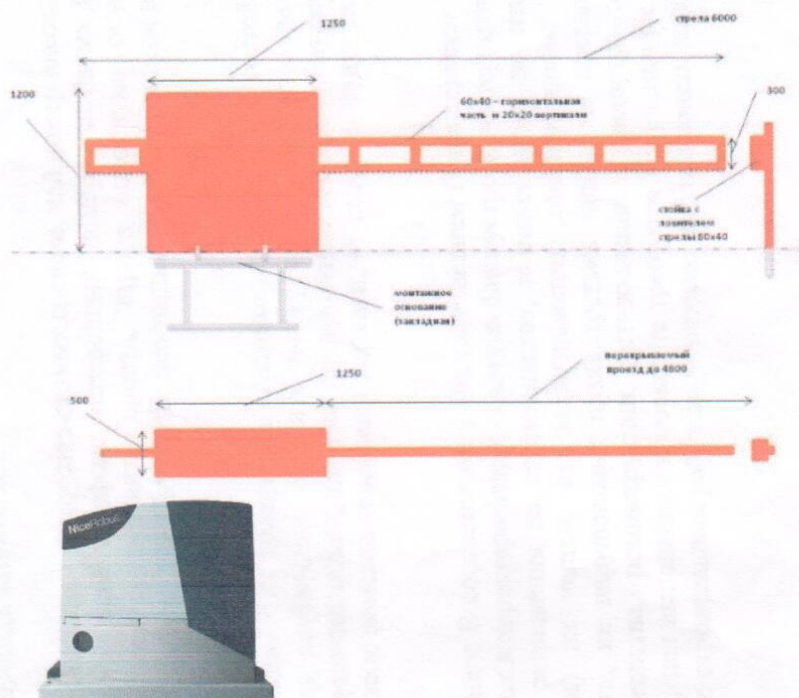 1250
стрела 6000
1200
60х40 – горизонтальная
часть и 20х20 вертикали
300
стойка с
ловителем
стрелы 80х40
монтажное
основание
(закладная)
1250
перекрываемый
проезд до 4800
500
NiceRobus